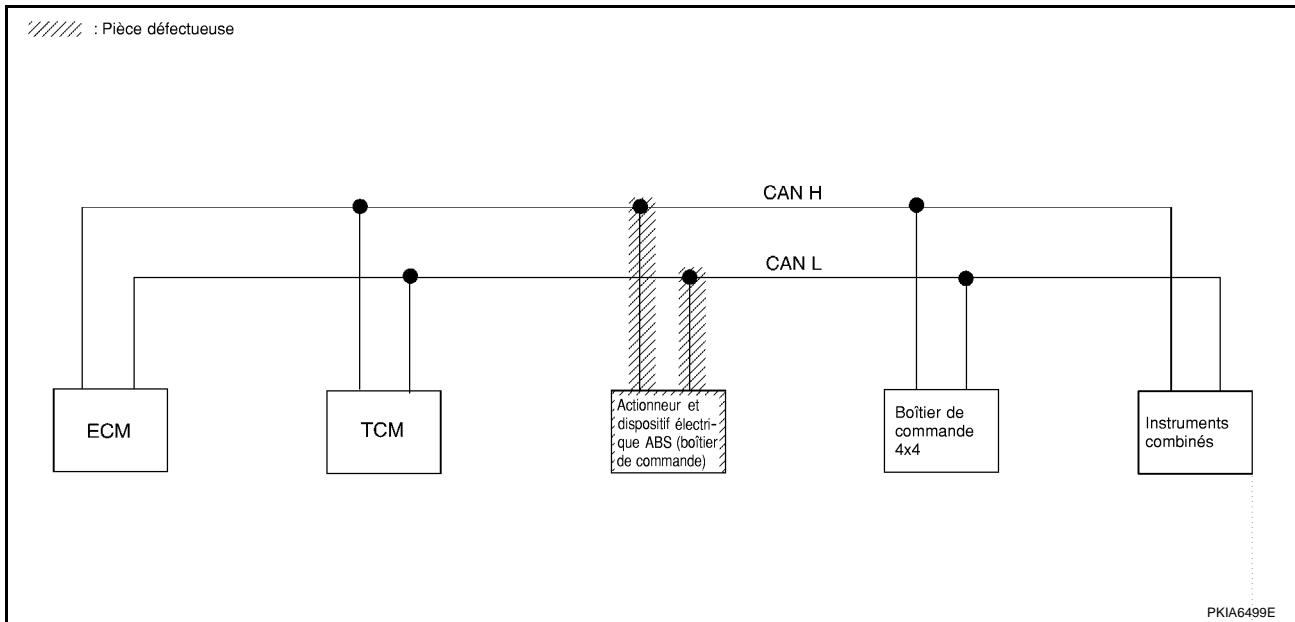 : Pièce défectueuse
CAN H
CAN L
ECM
TCM
Actionneur et
dispositif électri-
que ABS (boîtier
de commande)
Boîtier de
commande
4x4
Instruments
combinés
PKIA6499E